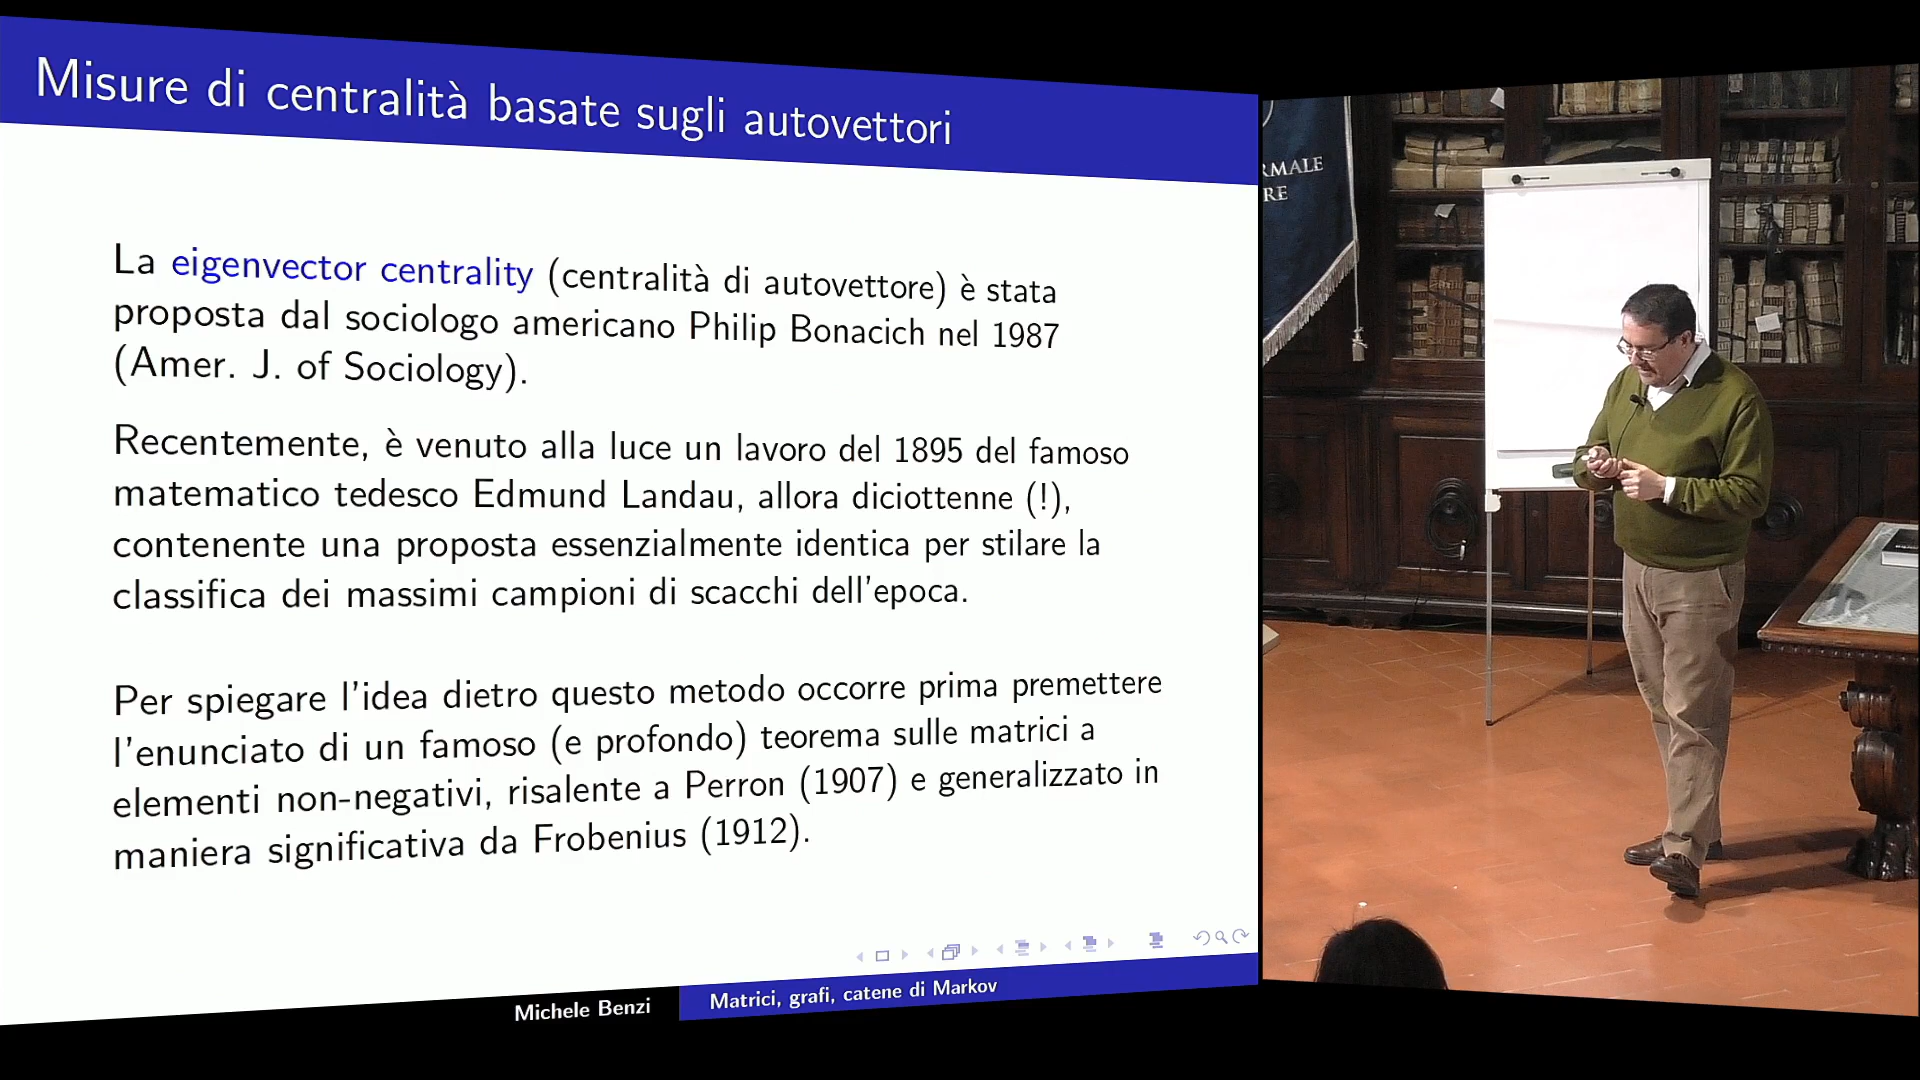 Misure di centralità basate sugli autovettori
La eigenvector centrality (centralità di autovettore) è stata
proposta dal sociologo americano Philip Bonacich nel 1987
(Amer. J. of Sociology).
Recentemente, è venuto alla luce un lavoro del 1895 del famoso
matematico tedesco Edmund Landau, allora diciottenne (!),
contenente una proposta essenzialmente identica per stilare la
classifica dei massimi campioni di scacchi dell'epoca.
Per spiegare l'idea dietro questo metodo occorre prima premettere
l'enunciato di un famoso (e profondo) teorema sulle matrici a
elementi non-negativi, risalente a Perron (1907) e generalizzato in
maniera significativa da Frobenius (1912).
Michele Benzi
Matrici, grafi, catene di Markov
RMALE
RE